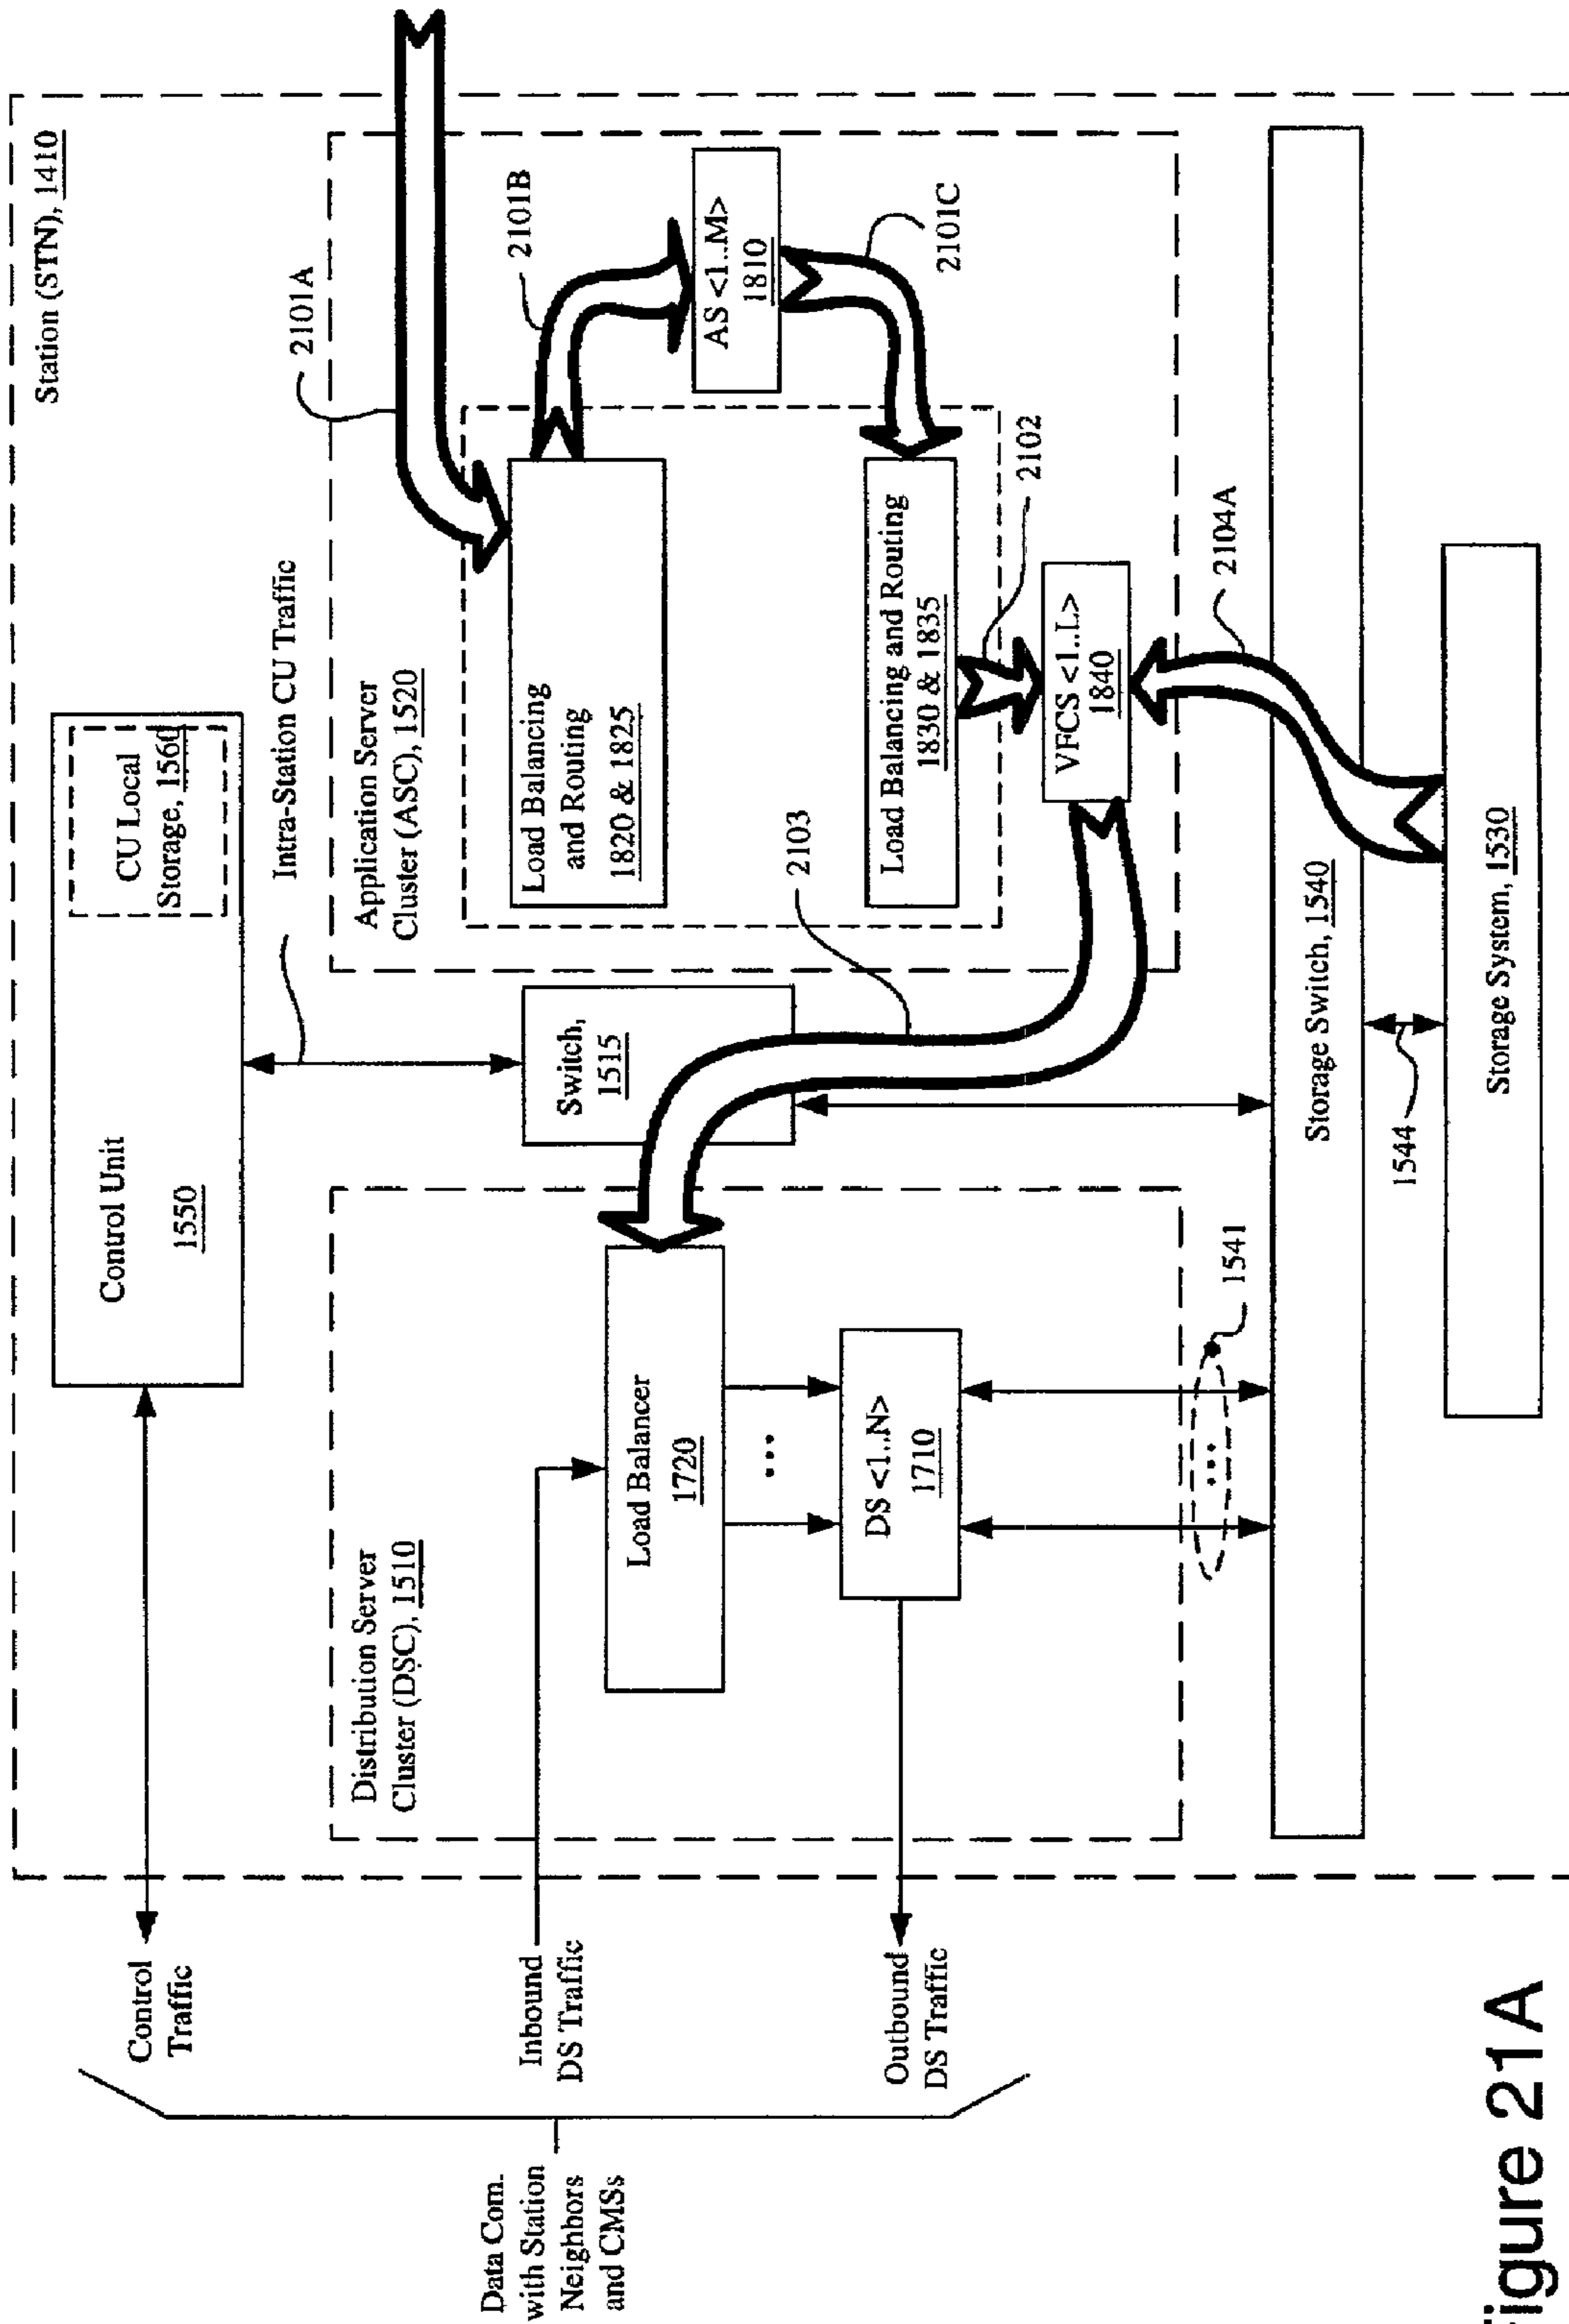 Station (STN), 1410
Control Unit
1550
CU Local
Storage, 1560
Control
Traffic
Intra-Station CU Traffic
2101A
Distribution Server
Cluster (DSC), 1510
Application Server
Cluster (ASC), 1520
Data Com.
with Station
Neighbors
and CMSs
Inbound
DS Traffic
Load Balancer
1720
...
DS <1..N>
1710
Outbound
DS Traffic
Switch,
1515
2103
Load Balancing
and Routing
1820 & 1825
2101B
AS <1..M>
1810
2101C
Load Balancing and Routing
1830 & 1835
2102
VFCS <1..L>
1840
2104A
...
1541
Storage Switch, 1540
1544
Storage System, 1530
Figure 21A